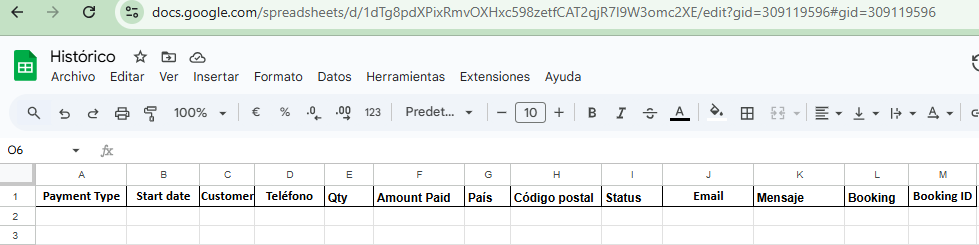 docs.google.com/spreadsheets/d/1dTg8pdXPixRmvOXHxc598zetfCAT2qjR7I9W3omc2XE/edit?gid=309119596#gid=309119596
Histórico
Archivo Editar Ver Insertar Formato Datos Herramientas Extensiones Ayuda
100% € % .0 .00 123 Predet... − 10 + B I S A
O6 fx
A B C D E F G H I J K L M
1 Payment Type Start date Customer Teléfono Qty Amount Paid País Código postal Status Email Mensaje Booking Booking ID
2
3